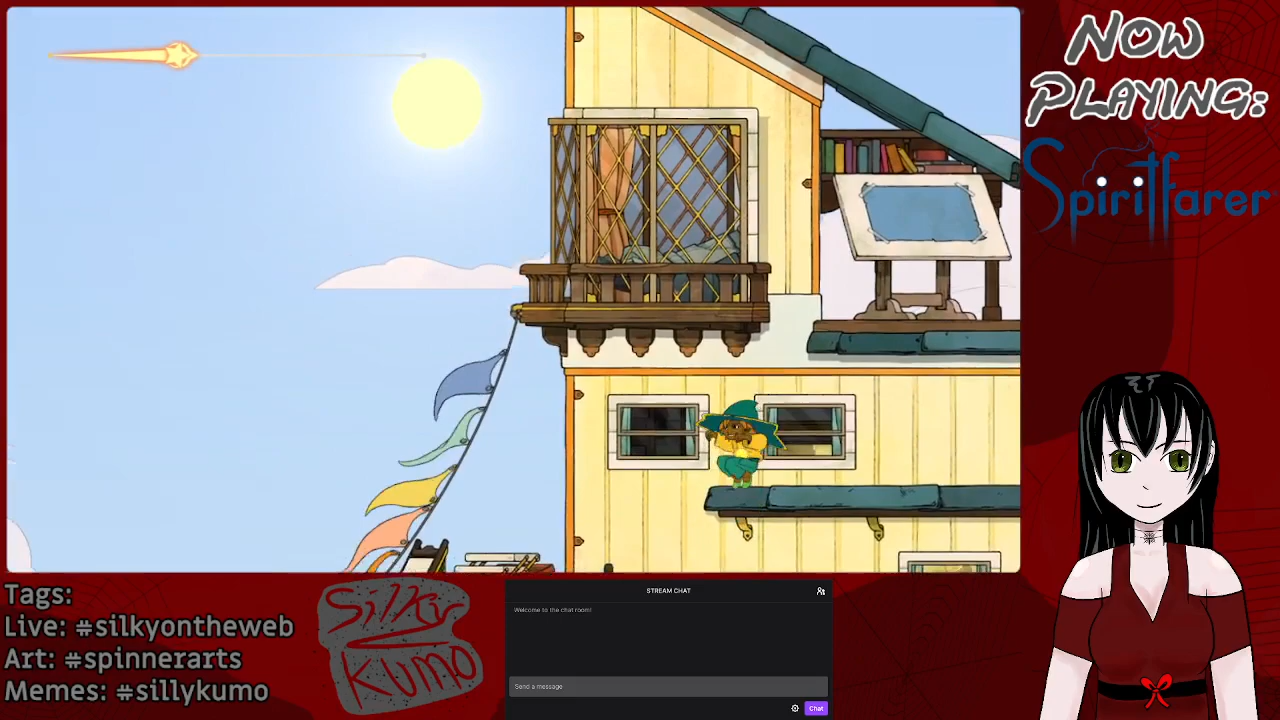 Now
Playing:
Spiritfarer
Tags:
Live: #silkyontheweb
Art: #spinnerarts
Memes: #sillykumo
Silky
Kumo
STREAM CHAT
Welcome to the chat room!
Send a message
Chat